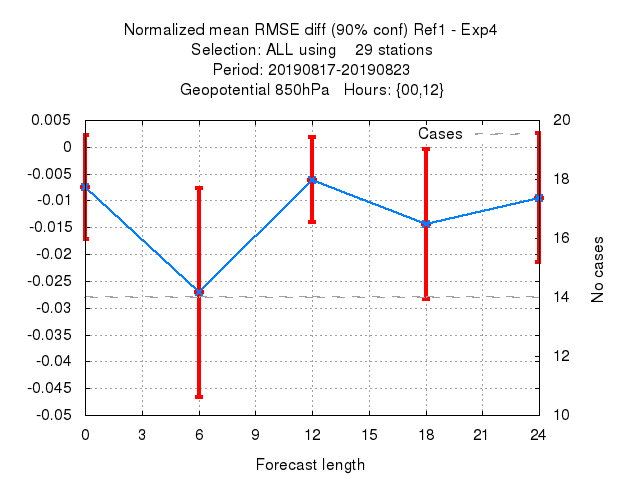 Normalized mean RMSE diff (90% conf) Ref1 - Exp4
Selection: ALL using    29 stations
Period: 20190817-20190823
Geopotential 850hPa   Hours: {00,12}
Cases
0.005
0
-0.005
-0.01
-0.015
-0.02
-0.025
-0.03
-0.035
-0.04
-0.045
-0.05
20
18
16
14
12
10
No cases
0 3 6 9 12 15 18 21 24
Forecast length